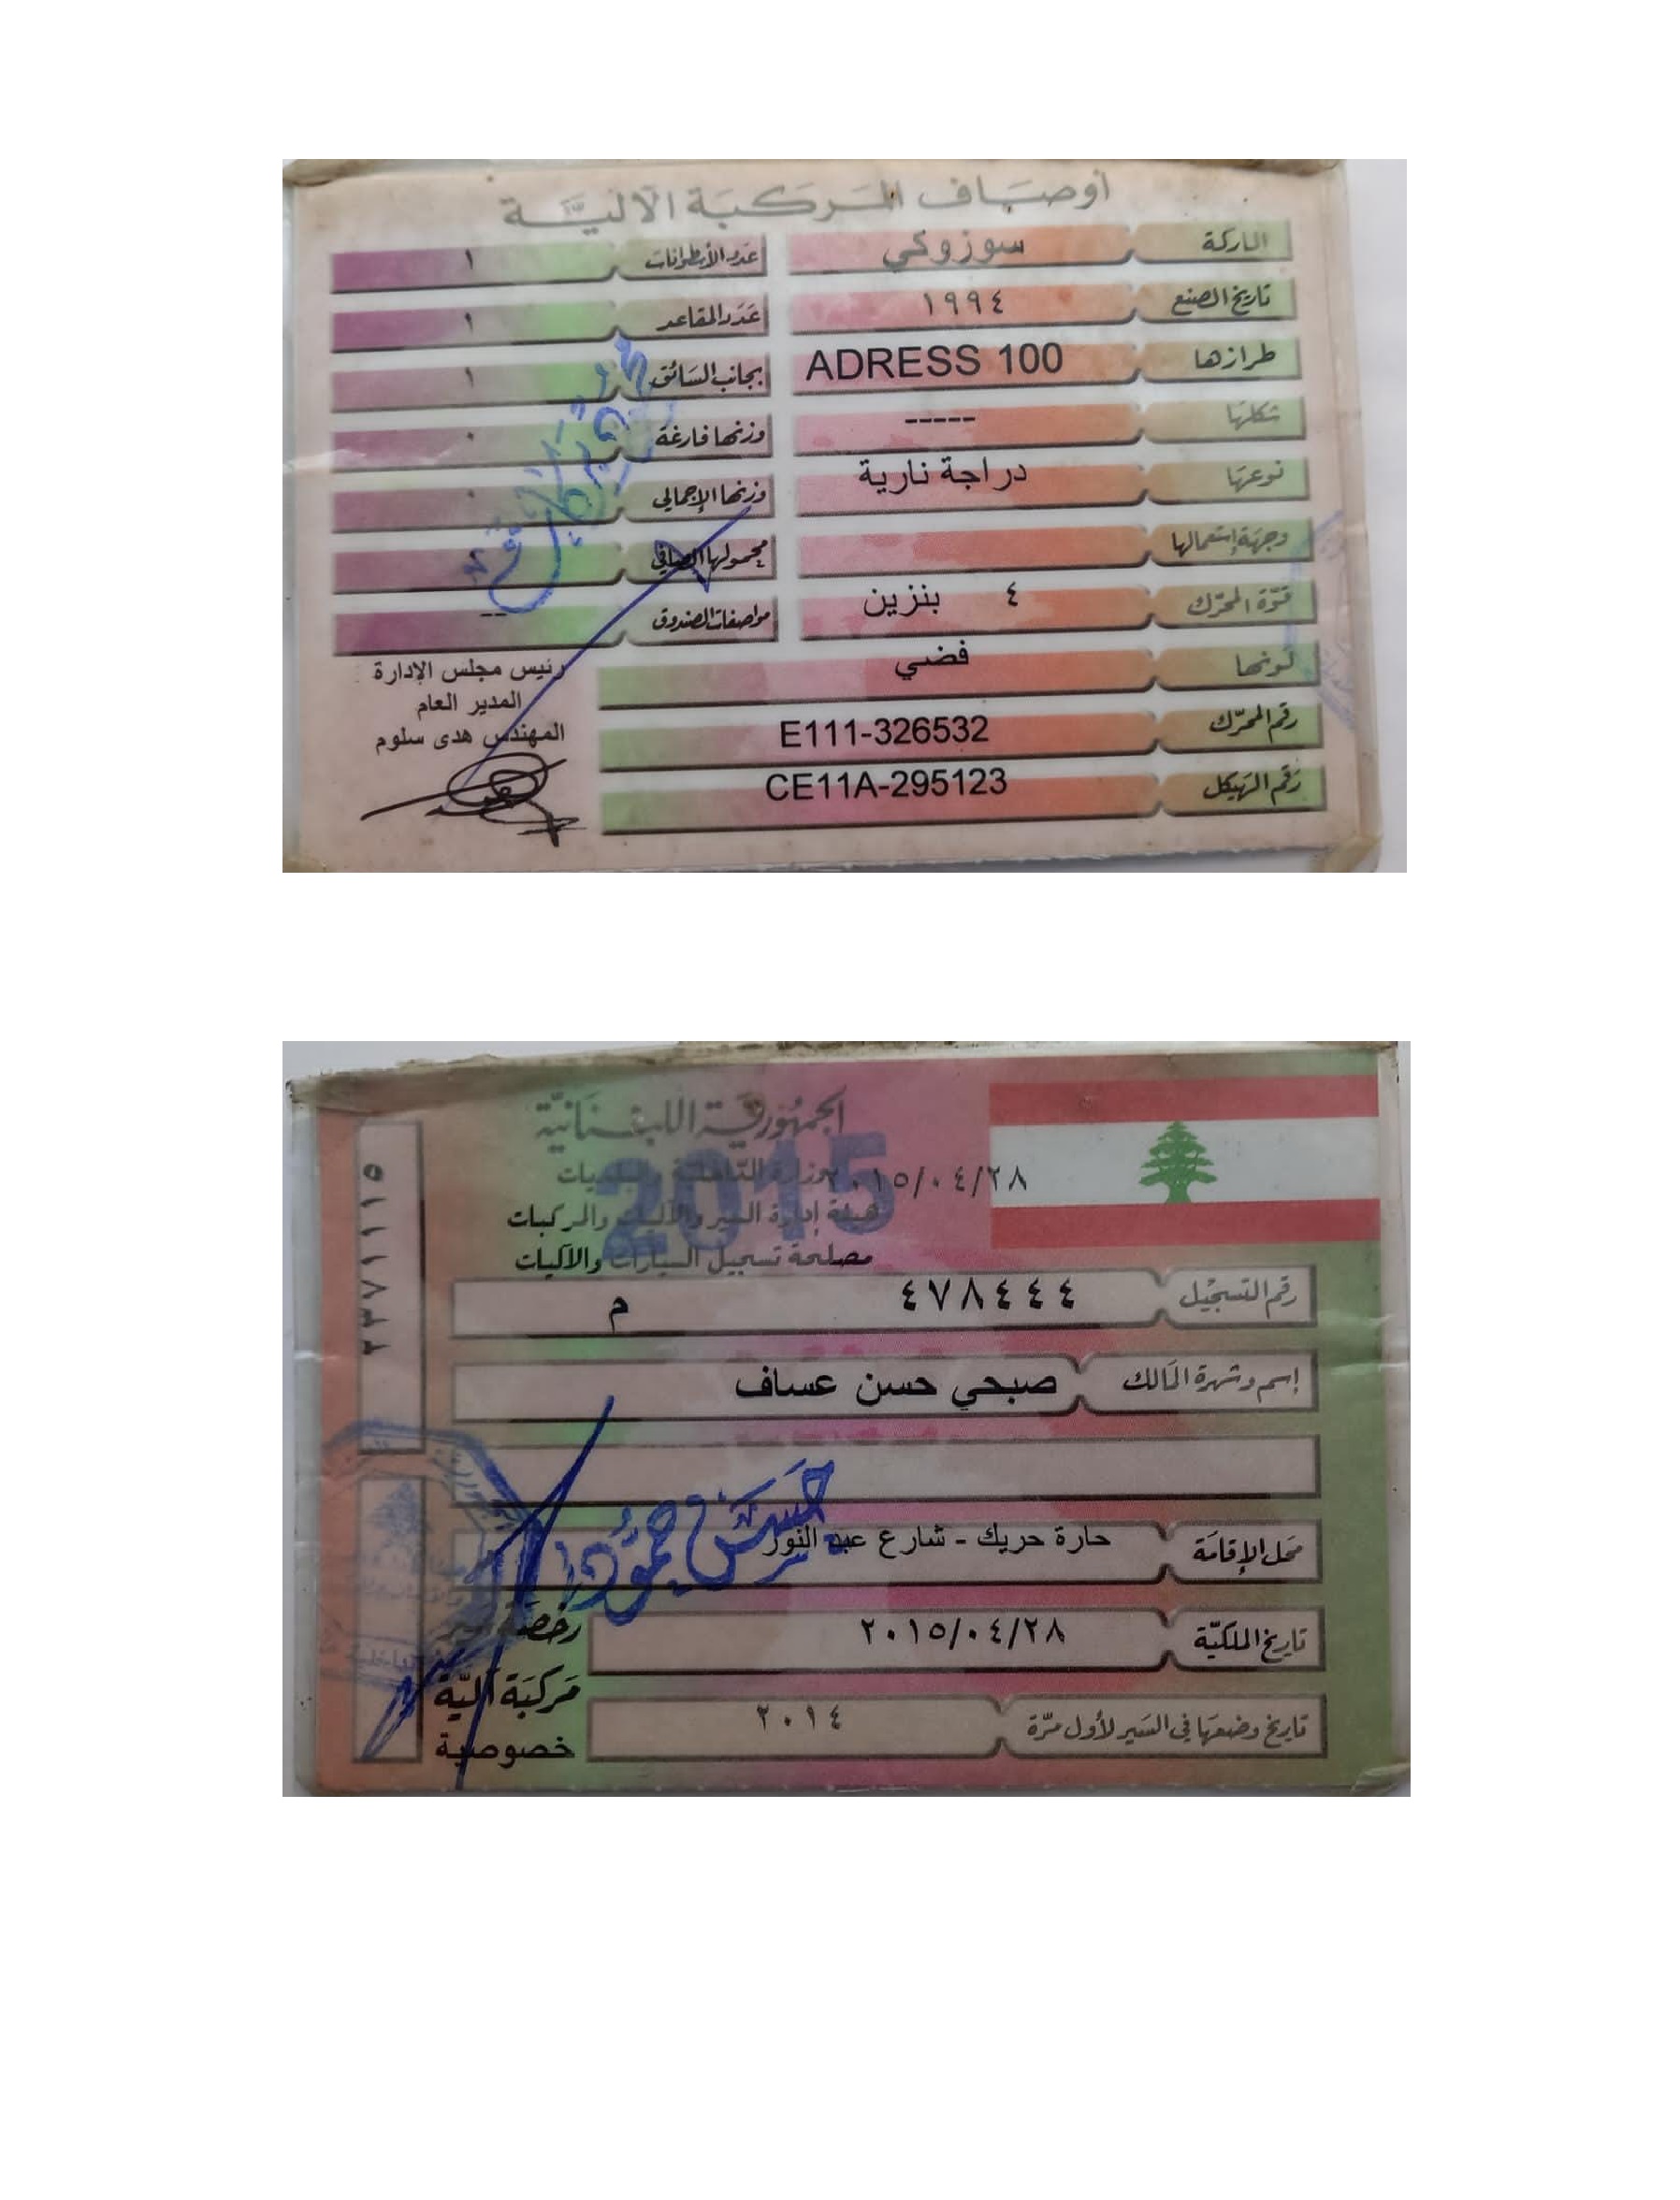 أوصاف المركبة الآلية
الماركة سوزوكي عدد الأسطوانات ١
تاريخ الصنع ١٩٩٤ عدد المقاعد ١
طرازها ADRESS 100 بجانب السائق ١
شكلها ----- وزنها فارغة ٠
نوعها دراجة نارية وزنها الإجمالي ٠
وجهة إستعمالها محمولها الصافي
قوة المحرك ٤ بنزين مواصفات الصندوق --
لونها فضي
رقم المحرك E111-326532
رقم الهيكل CE11A-295123
رئيس مجلس الإدارة
المدير العام
المهندس هدى سلوم
الجمهورية اللبنانية
2015
وزارة الداخلية والبلديات ٢٠١٥/٠٤/٢٨
هيئة إدارة السير والآليات والمركبات
مصلحة تسجيل السيارات والآليات
رقم التسجيل ٤٧٨٤٤٤ م
إسم وشهرة المالك صبحي حسن عساف
محل الإقامة حارة حريك - شارع عبد النور
تاريخ الملكية ٢٠١٥/٠٤/٢٨
تاريخ وضعها في السير لأول مرة ٢٠١٤
رخصة سير
مركبة آلية
خصوصية